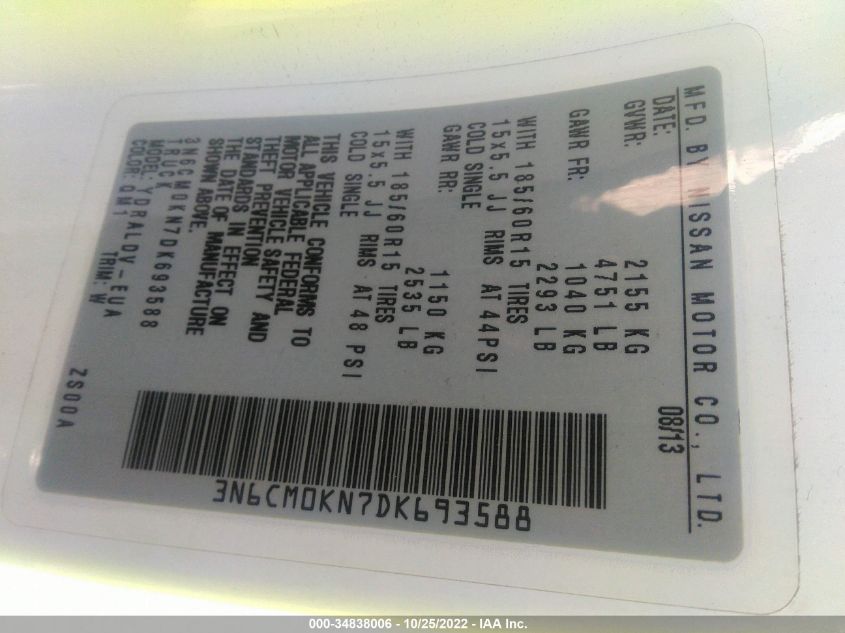 MFD. BY NISSAN MOTOR CO., LTD.
DATE: 08/13
GVWR: 2155 KG
4751 LB
GAWR FR: 1040 KG
2293 LB
WITH 185/60R15 TIRES
15x5.5 JJ RIMS AT 44PSI
COLD SINGLE
GAWR RR: 1150 KG
2535 LB
WITH 185/60R15 TIRES
15x5.5 JJ RIMS AT 48 PSI
COLD SINGLE
THIS VEHICLE CONFORMS TO
ALL APPLICABLE FEDERAL
MOTOR VEHICLE SAFETY AND
THEFT PREVENTION
STANDARDS IN EFFECT ON
THE DATE OF MANUFACTURE
SHOWN ABOVE.
3N6CM0KN7DK693588
TRUCK
MODEL: YDRALDV-EUA
COLOR: QM1 TRIM: W
ZS00A
3N6CM0KN7DK693588
000-34838006 - 10/25/2022 - IAA Inc.